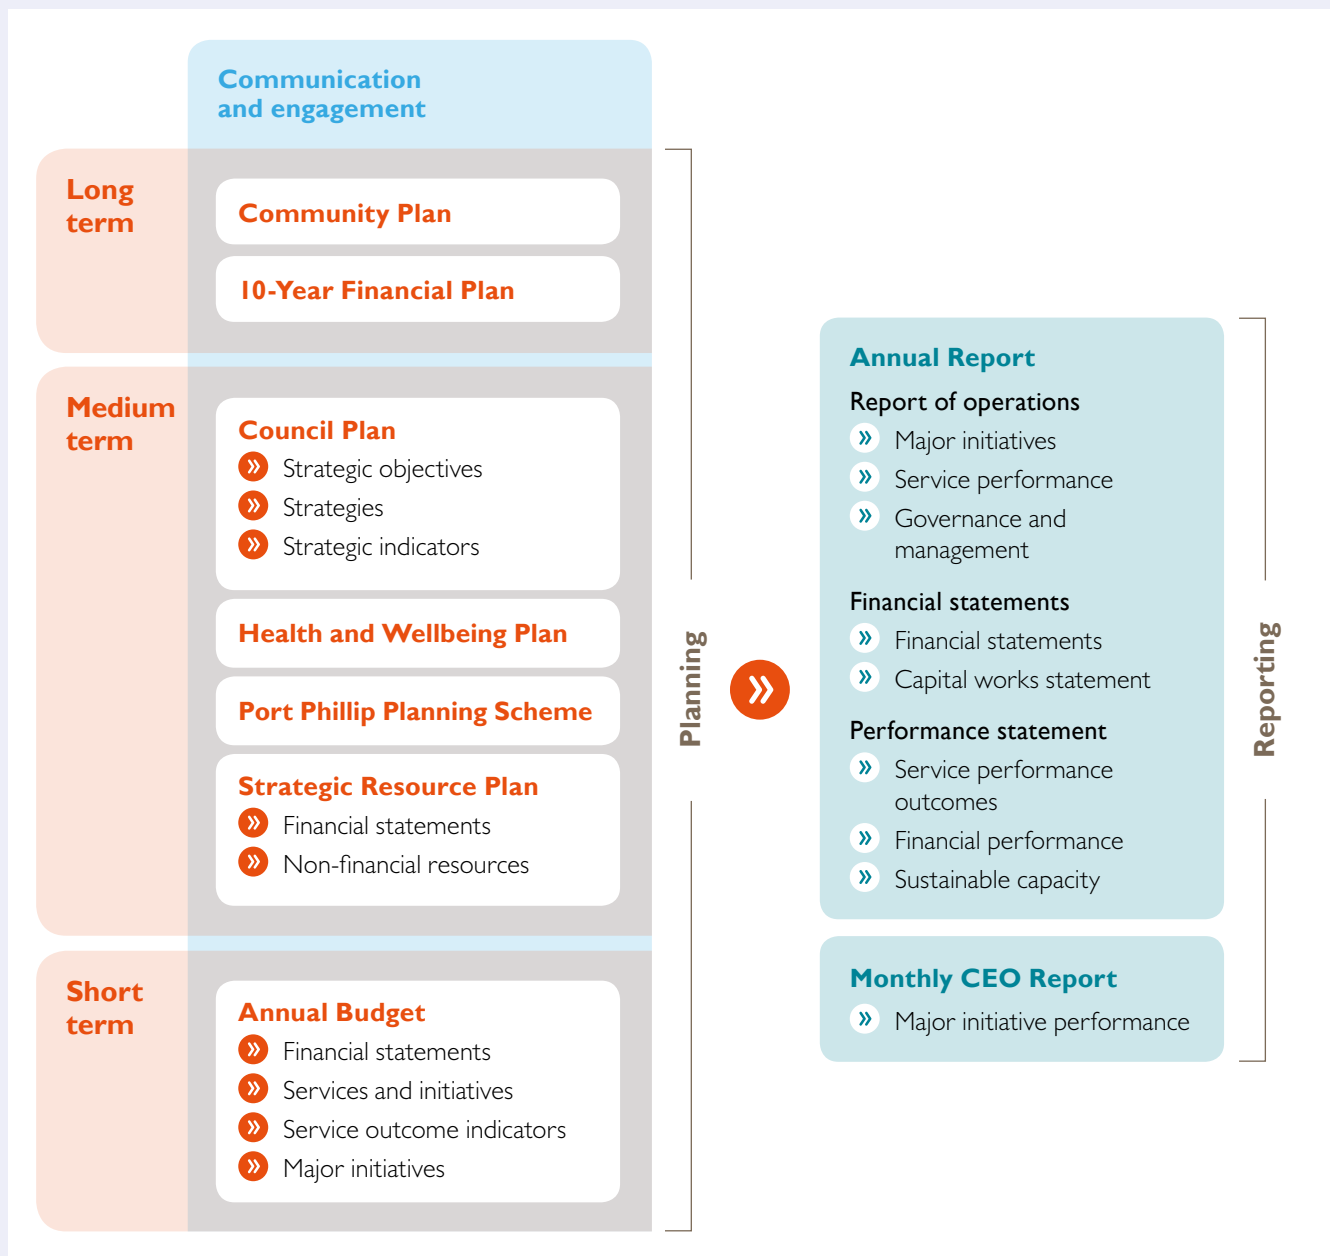 Communication
and engagement
Long
term
Community Plan
10-Year Financial Plan
Medium
term
Council Plan
Strategic objectives
Strategies
Strategic indicators
Health and Wellbeing Plan
Port Phillip Planning Scheme
Strategic Resource Plan
Financial statements
Non-financial resources
Short
term
Annual Budget
Financial statements
Services and initiatives
Service outcome indicators
Major initiatives
Planning
Annual Report
Report of operations
Major initiatives
Service performance
Governance and
management
Financial statements
Financial statements
Capital works statement
Performance statement
Service performance
outcomes
Financial performance
Sustainable capacity
Monthly CEO Report
Major initiative performance
Reporting